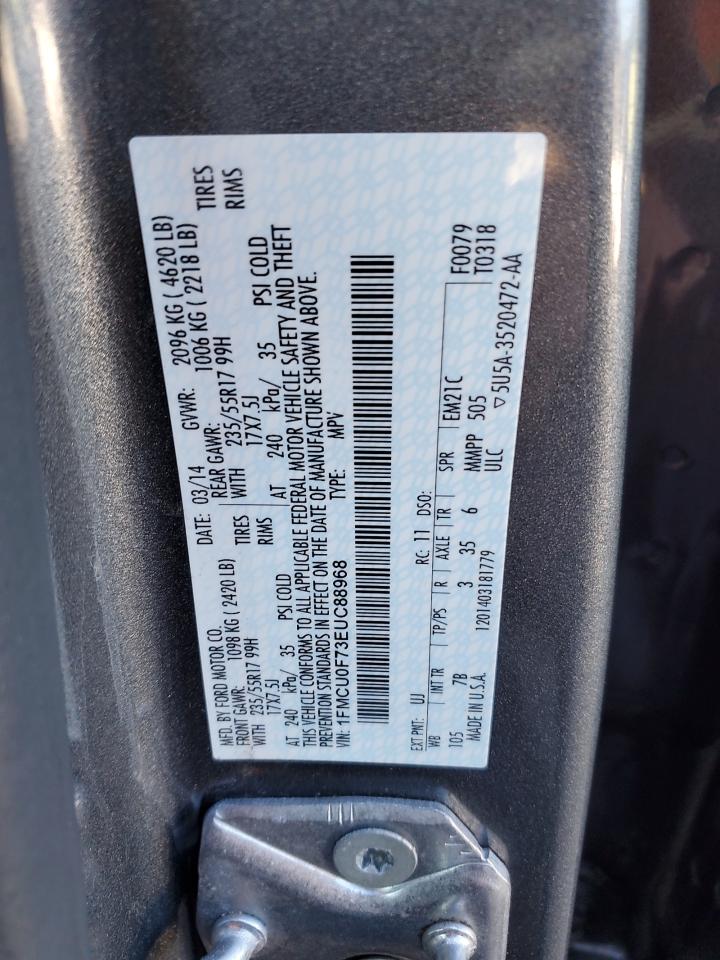 MFD. BY FORD MOTOR CO.
DATE: 03/14 GVWR: 2096 KG ( 4620 LB)
FRONT GAWR: 1098 KG ( 2420 LB) REAR GAWR: 1006 KG ( 2218 LB)
WITH 235/55R17 99H TIRES WITH 235/55R17 99H TIRES
17X7.5J RIMS 17X7.5J RIMS
AT 240 kPa/ 35 PSI COLD AT 240 kPa/ 35 PSI COLD
THIS VEHICLE CONFORMS TO ALL APPLICABLE FEDERAL MOTOR VEHICLE SAFETY AND THEFT
PREVENTION STANDARDS IN EFFECT ON THE DATE OF MANUFACTURE SHOWN ABOVE.
VIN: 1FMCU0F73EUC88968 TYPE: MPV
EXT PNT: UJ RC: 11 DSO: F0079
WB INT TR TP/PS R AXLE TR SPR EM21C T0318
105 7B 3 35 6 MMPP 505 ▽5U5A-3520472-AA
MADE IN U.S.A. 1201403181779 ULC